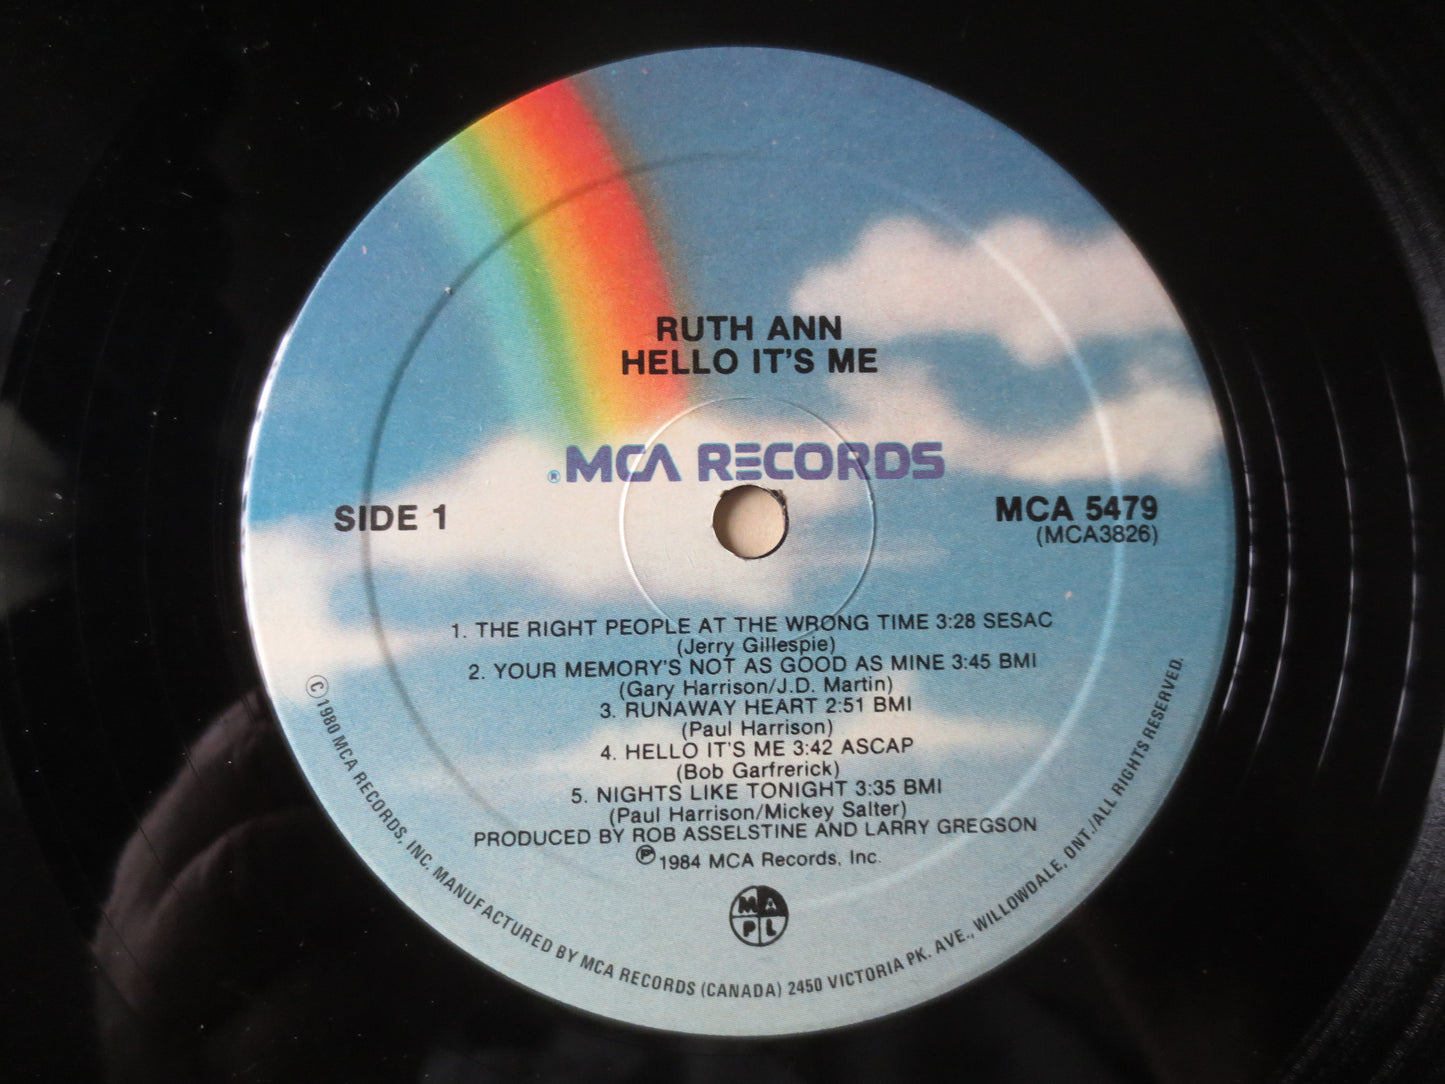 RUTH ANN
HELLO IT'S ME
® MCA RECORDS
SIDE 1
MCA 5479
(MCA3826)
1. THE RIGHT PEOPLE AT THE WRONG TIME 3:28 SESAC
(Jerry Gillespie)
2. YOUR MEMORY'S NOT AS GOOD AS MINE 3:45 BMI
(Gary Harrison/J.D. Martin)
3. RUNAWAY HEART 2:51 BMI
(Paul Harrison)
4. HELLO IT'S ME 3:42 ASCAP
(Bob Garfrerick)
5. NIGHTS LIKE TONIGHT 3:35 BMI
(Paul Harrison/Mickey Salter)
PRODUCED BY ROB ASSELSTINE AND LARRY GREGSON
℗ 1984 MCA Records, Inc.
M A
P L
© 1980 MCA RECORDS, INC. MANUFACTURED BY MCA RECORDS (CANADA) 2450 VICTORIA PK. AVE., WILLOWDALE, ONT./ALL RIGHTS RESERVED.